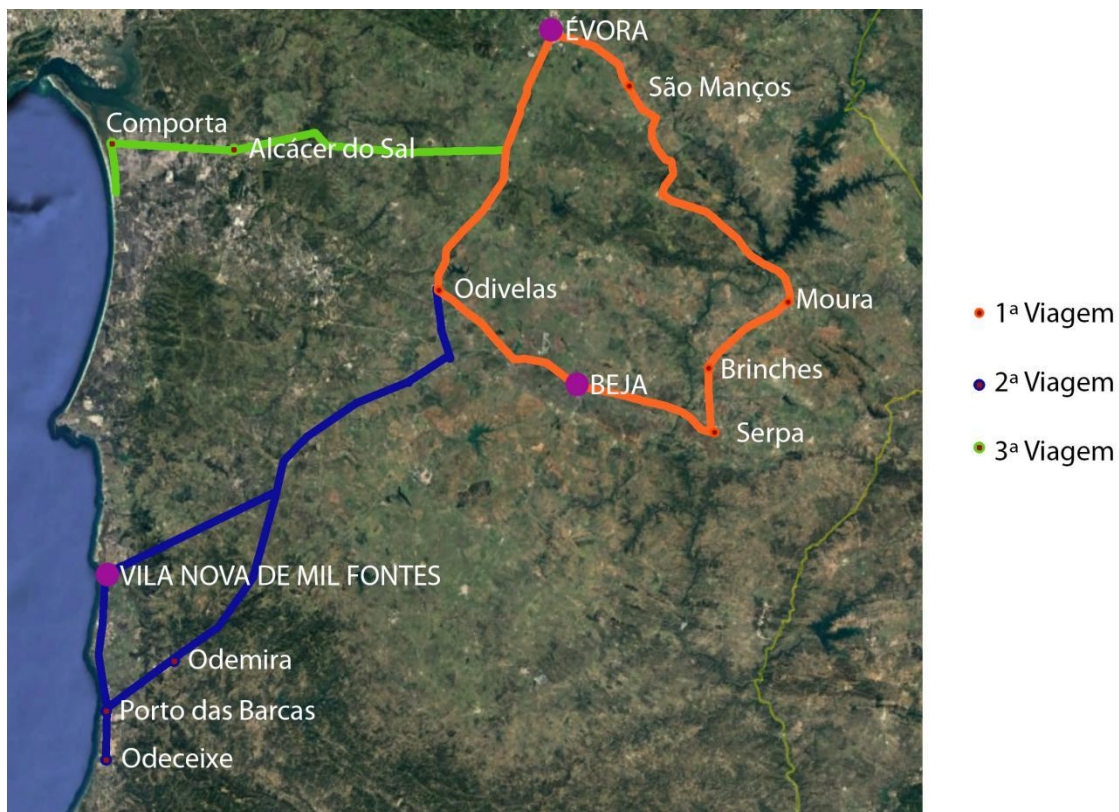 ÉVORA
São Manços
Comporta
Alcácer do Sal
Odivelas
Moura
1ª Viagem
Brinches
BEJA
2ª Viagem
Serpa
3ª Viagem
VILA NOVA DE MIL FONTES
Odemira
Porto das Barcas
Odeceixe